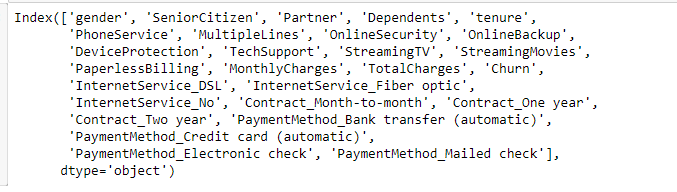 Index(['gender', 'SeniorCitizen', 'Partner', 'Dependents', 'tenure',
'PhoneService', 'MultipleLines', 'OnlineSecurity', 'OnlineBackup',
'DeviceProtection', 'TechSupport', 'StreamingTV', 'StreamingMovies',
'PaperlessBilling', 'MonthlyCharges', 'TotalCharges', 'Churn',
'InternetService_DSL', 'InternetService_Fiber optic',
'InternetService_No', 'Contract_Month-to-month', 'Contract_One year',
'Contract_Two year', 'PaymentMethod_Bank transfer (automatic)',
'PaymentMethod_Credit card (automatic)',
'PaymentMethod_Electronic check', 'PaymentMethod_Mailed check'],
dtype='object')